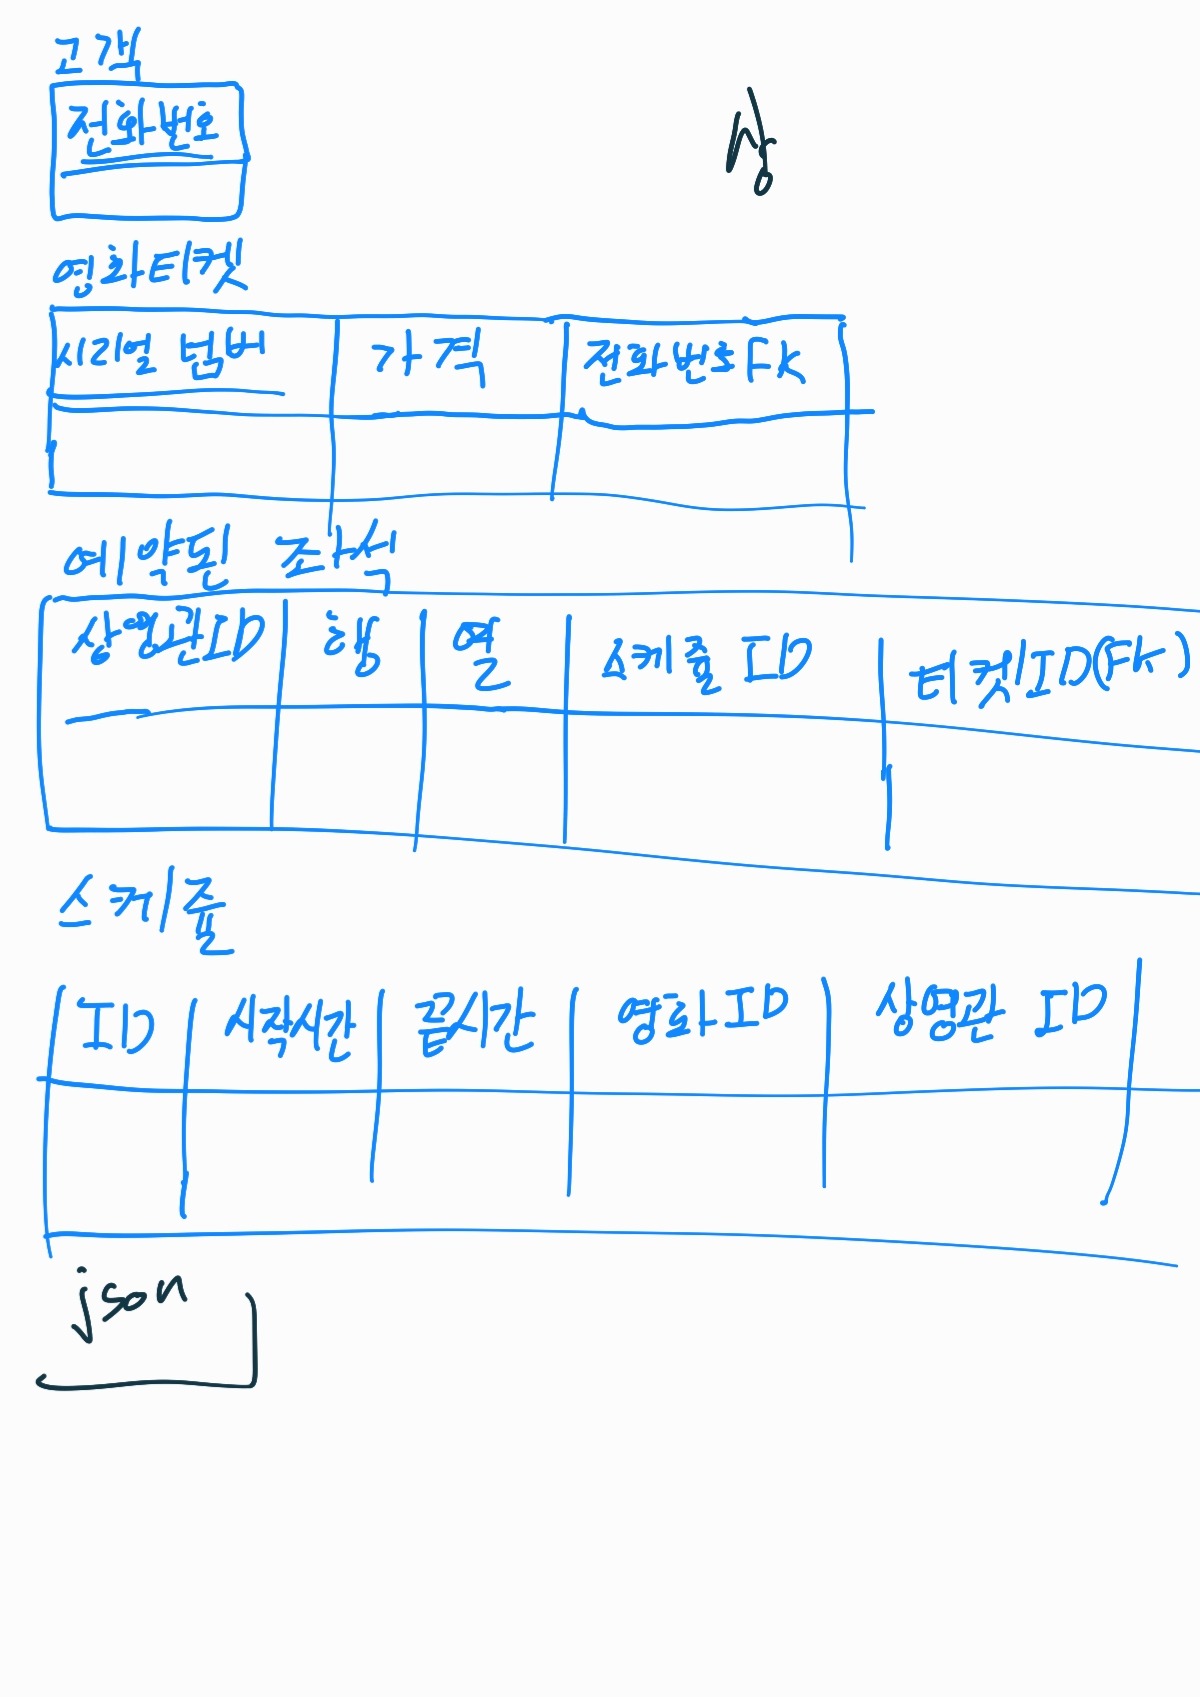 고객
전화번호
상
영화티켓
시리얼 넘버 가격 전화번호FK
예약된 좌석
상영관ID 행 열 스케쥴 ID 티켓ID(FK)
스케쥴
ID 시작시간 끝시간 영화ID 상영관 ID
json